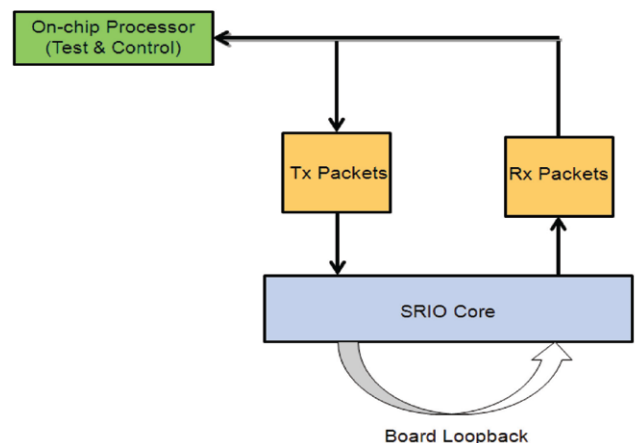 On-chip Processor
(Test & Control)
Tx Packets
Rx Packets
SRIO Core
Board Loopback